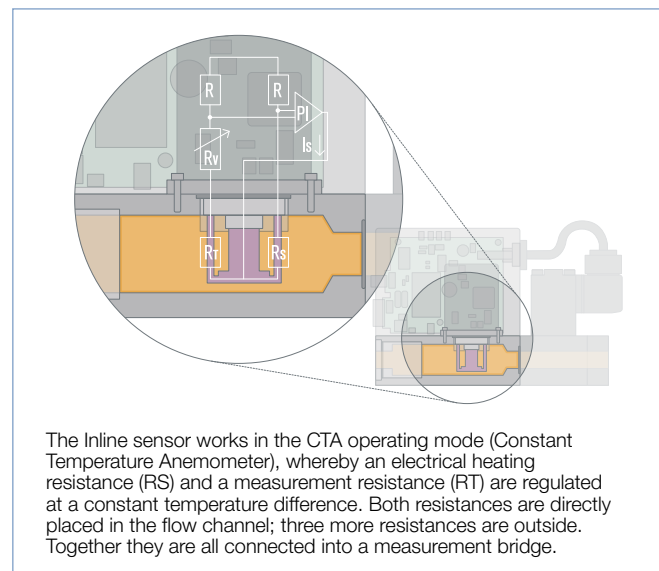 R R
PI
IS
RV
RT RS
The Inline sensor works in the CTA operating mode (Constant
Temperature Anemometer), whereby an electrical heating
resistance (RS) and a measurement resistance (RT) are regulated
at a constant temperature difference. Both resistances are directly
placed in the flow channel; three more resistances are outside.
Together they are all connected into a measurement bridge.